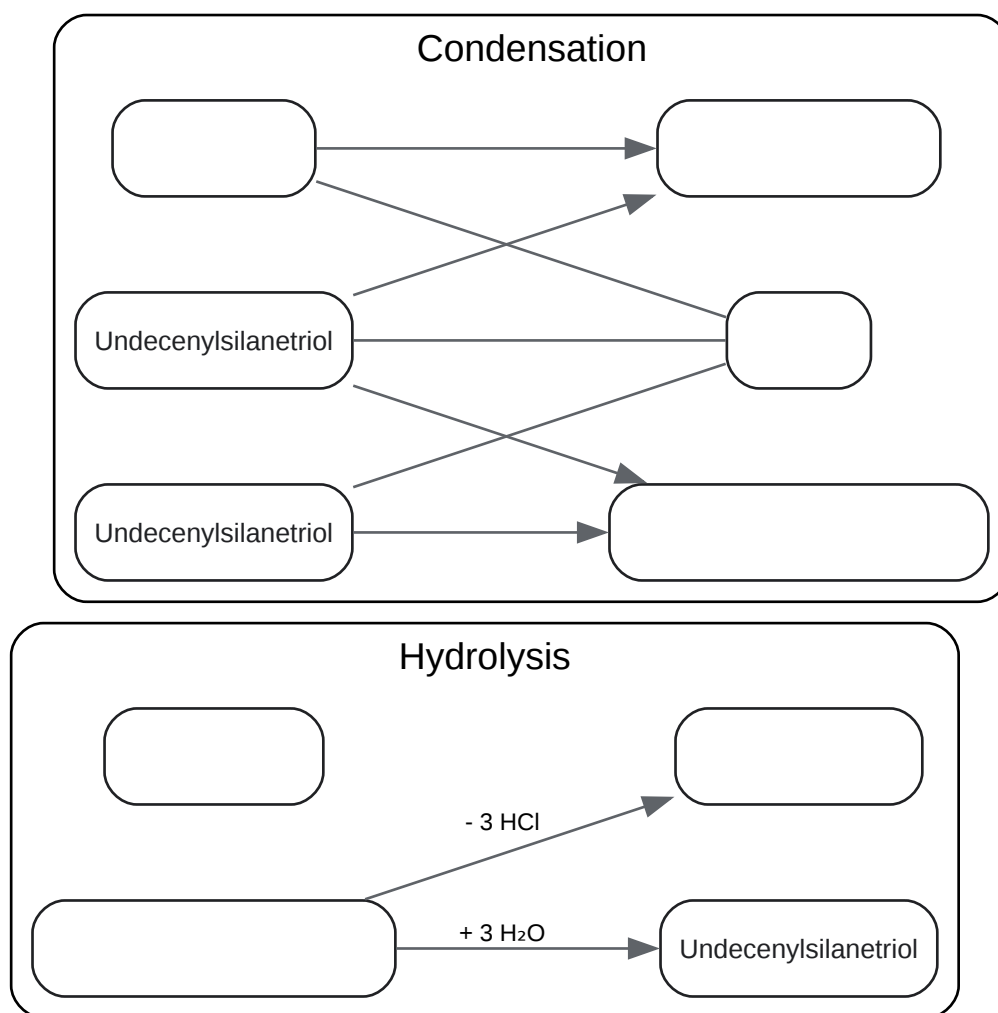 Condensation
Undecenylsilanetriol
Undecenylsilanetriol
Hydrolysis
- 3 HCl
+ 3 H₂O
Undecenylsilanetriol